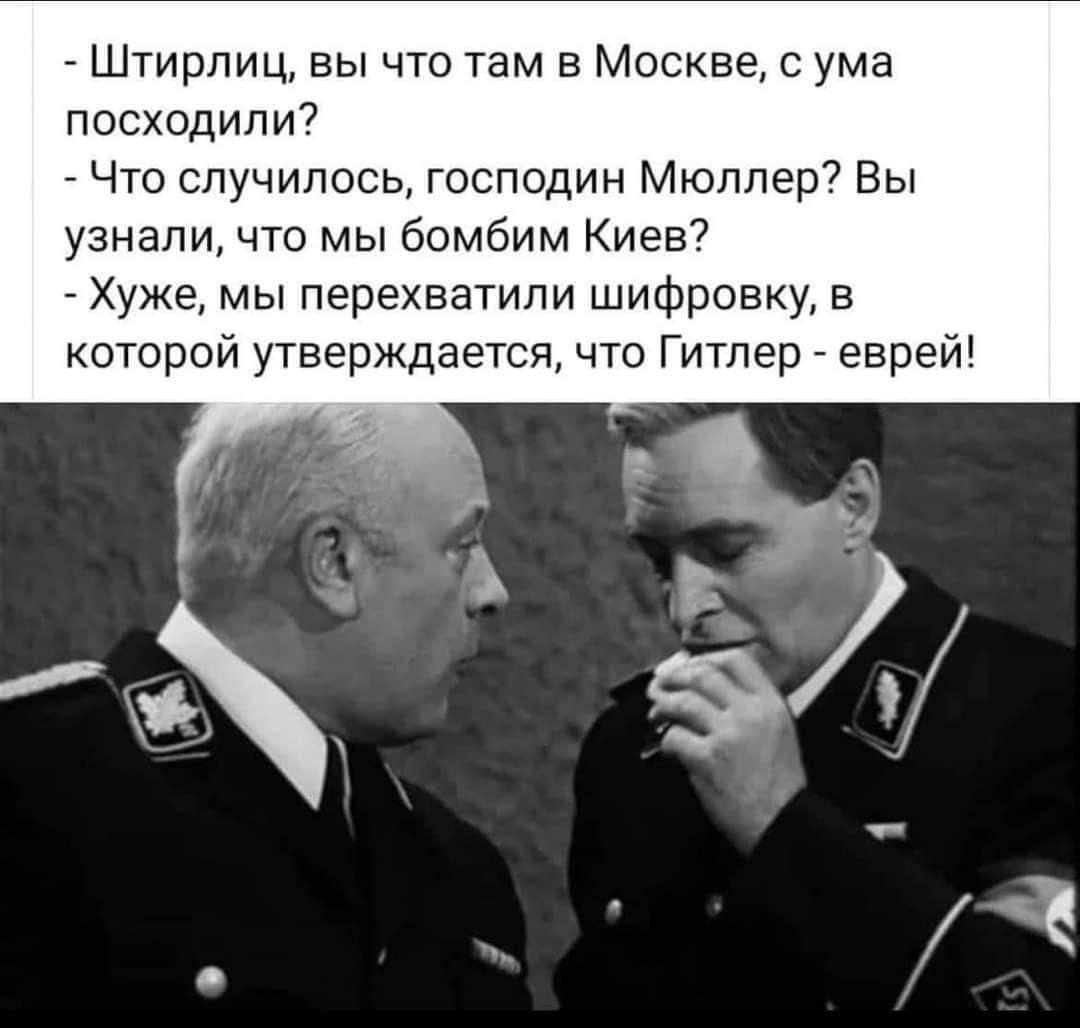 - Штирлиц, вы что там в Москве, с ума
посходили?
- Что случилось, господин Мюллер? Вы
узнали, что мы бомбим Киев?
- Хуже, мы перехватили шифровку, в
которой утверждается, что Гитлер - еврей!